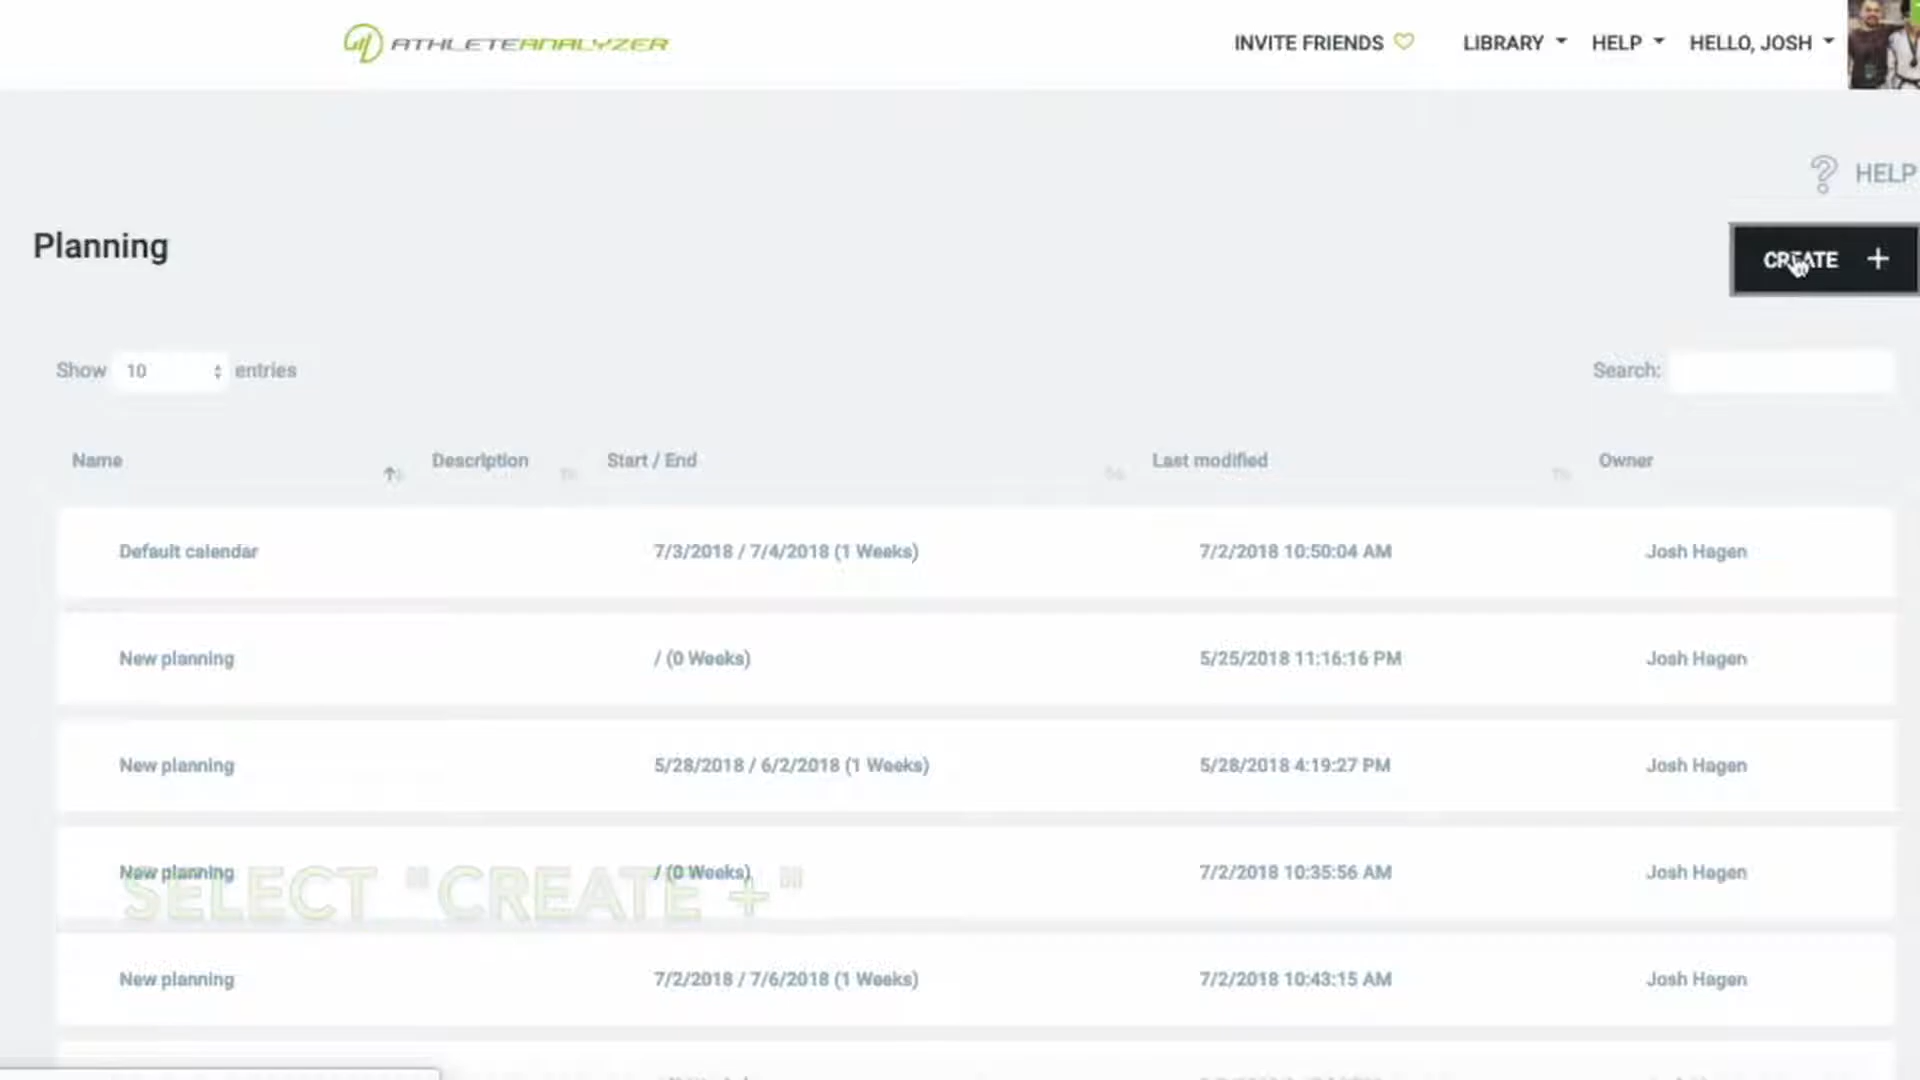 ATHLETEANALYZER
INVITE FRIENDS LIBRARY HELP HELLO, JOSH
HELP
Planning
CREATE +
Show 10 entries Search:
Name Description Start / End Last modified Owner
Default calendar 7/3/2018 / 7/4/2018 (1 Weeks) 7/2/2018 10:50:04 AM Josh Hagen
New planning / (0 Weeks) 5/25/2018 11:16:16 PM Josh Hagen
New planning 5/28/2018 / 6/2/2018 (1 Weeks) 5/28/2018 4:19:27 PM Josh Hagen
New planning / (0 Weeks) 7/2/2018 10:35:56 AM Josh Hagen
SELECT "CREATE +"
New planning 7/2/2018 / 7/6/2018 (1 Weeks) 7/2/2018 10:43:15 AM Josh Hagen